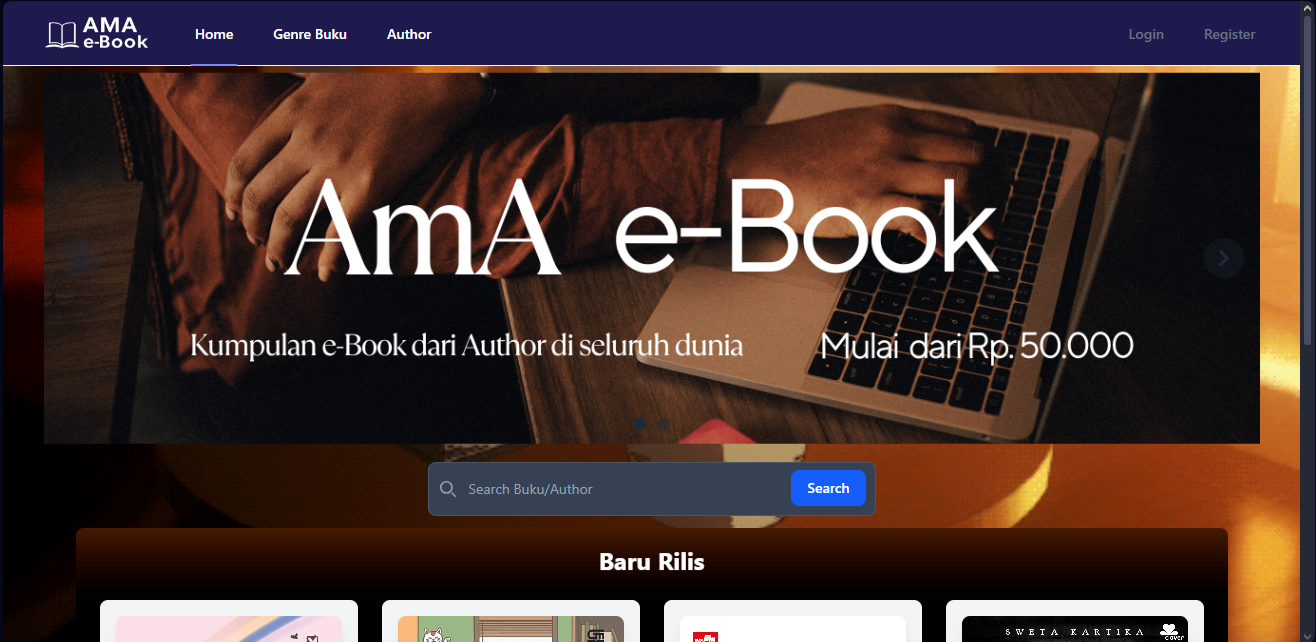 AMA
e-Book
Home
Genre Buku
Author
Login
Register
AmA e-Book
Kumpulan e-Book dari Author di seluruh dunia
Mulai dari Rp. 50.000
Search Buku/Author
Search
Baru Rilis
SWETA KARTIKA
cover